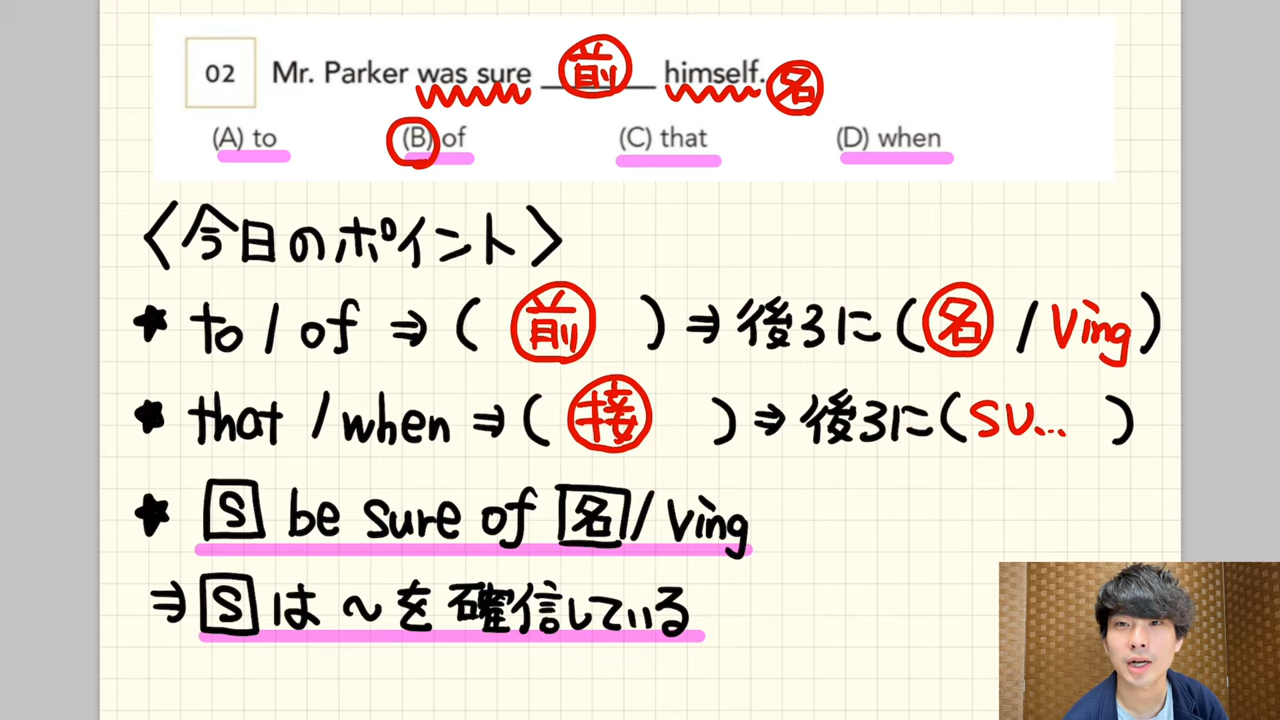 02 Mr. Parker was sure 前 himself. 名
(A) to (B) of (C) that (D) when
〈今日のポイント〉
★ to / of ⇒ ( 前 ) ⇒ 後ろに ( 名 / Ving )
★ that / when ⇒ ( 接 ) ⇒ 後ろに ( SV... )
★ S be sure of 名 / Ving
⇒ S は 〜を 確信している